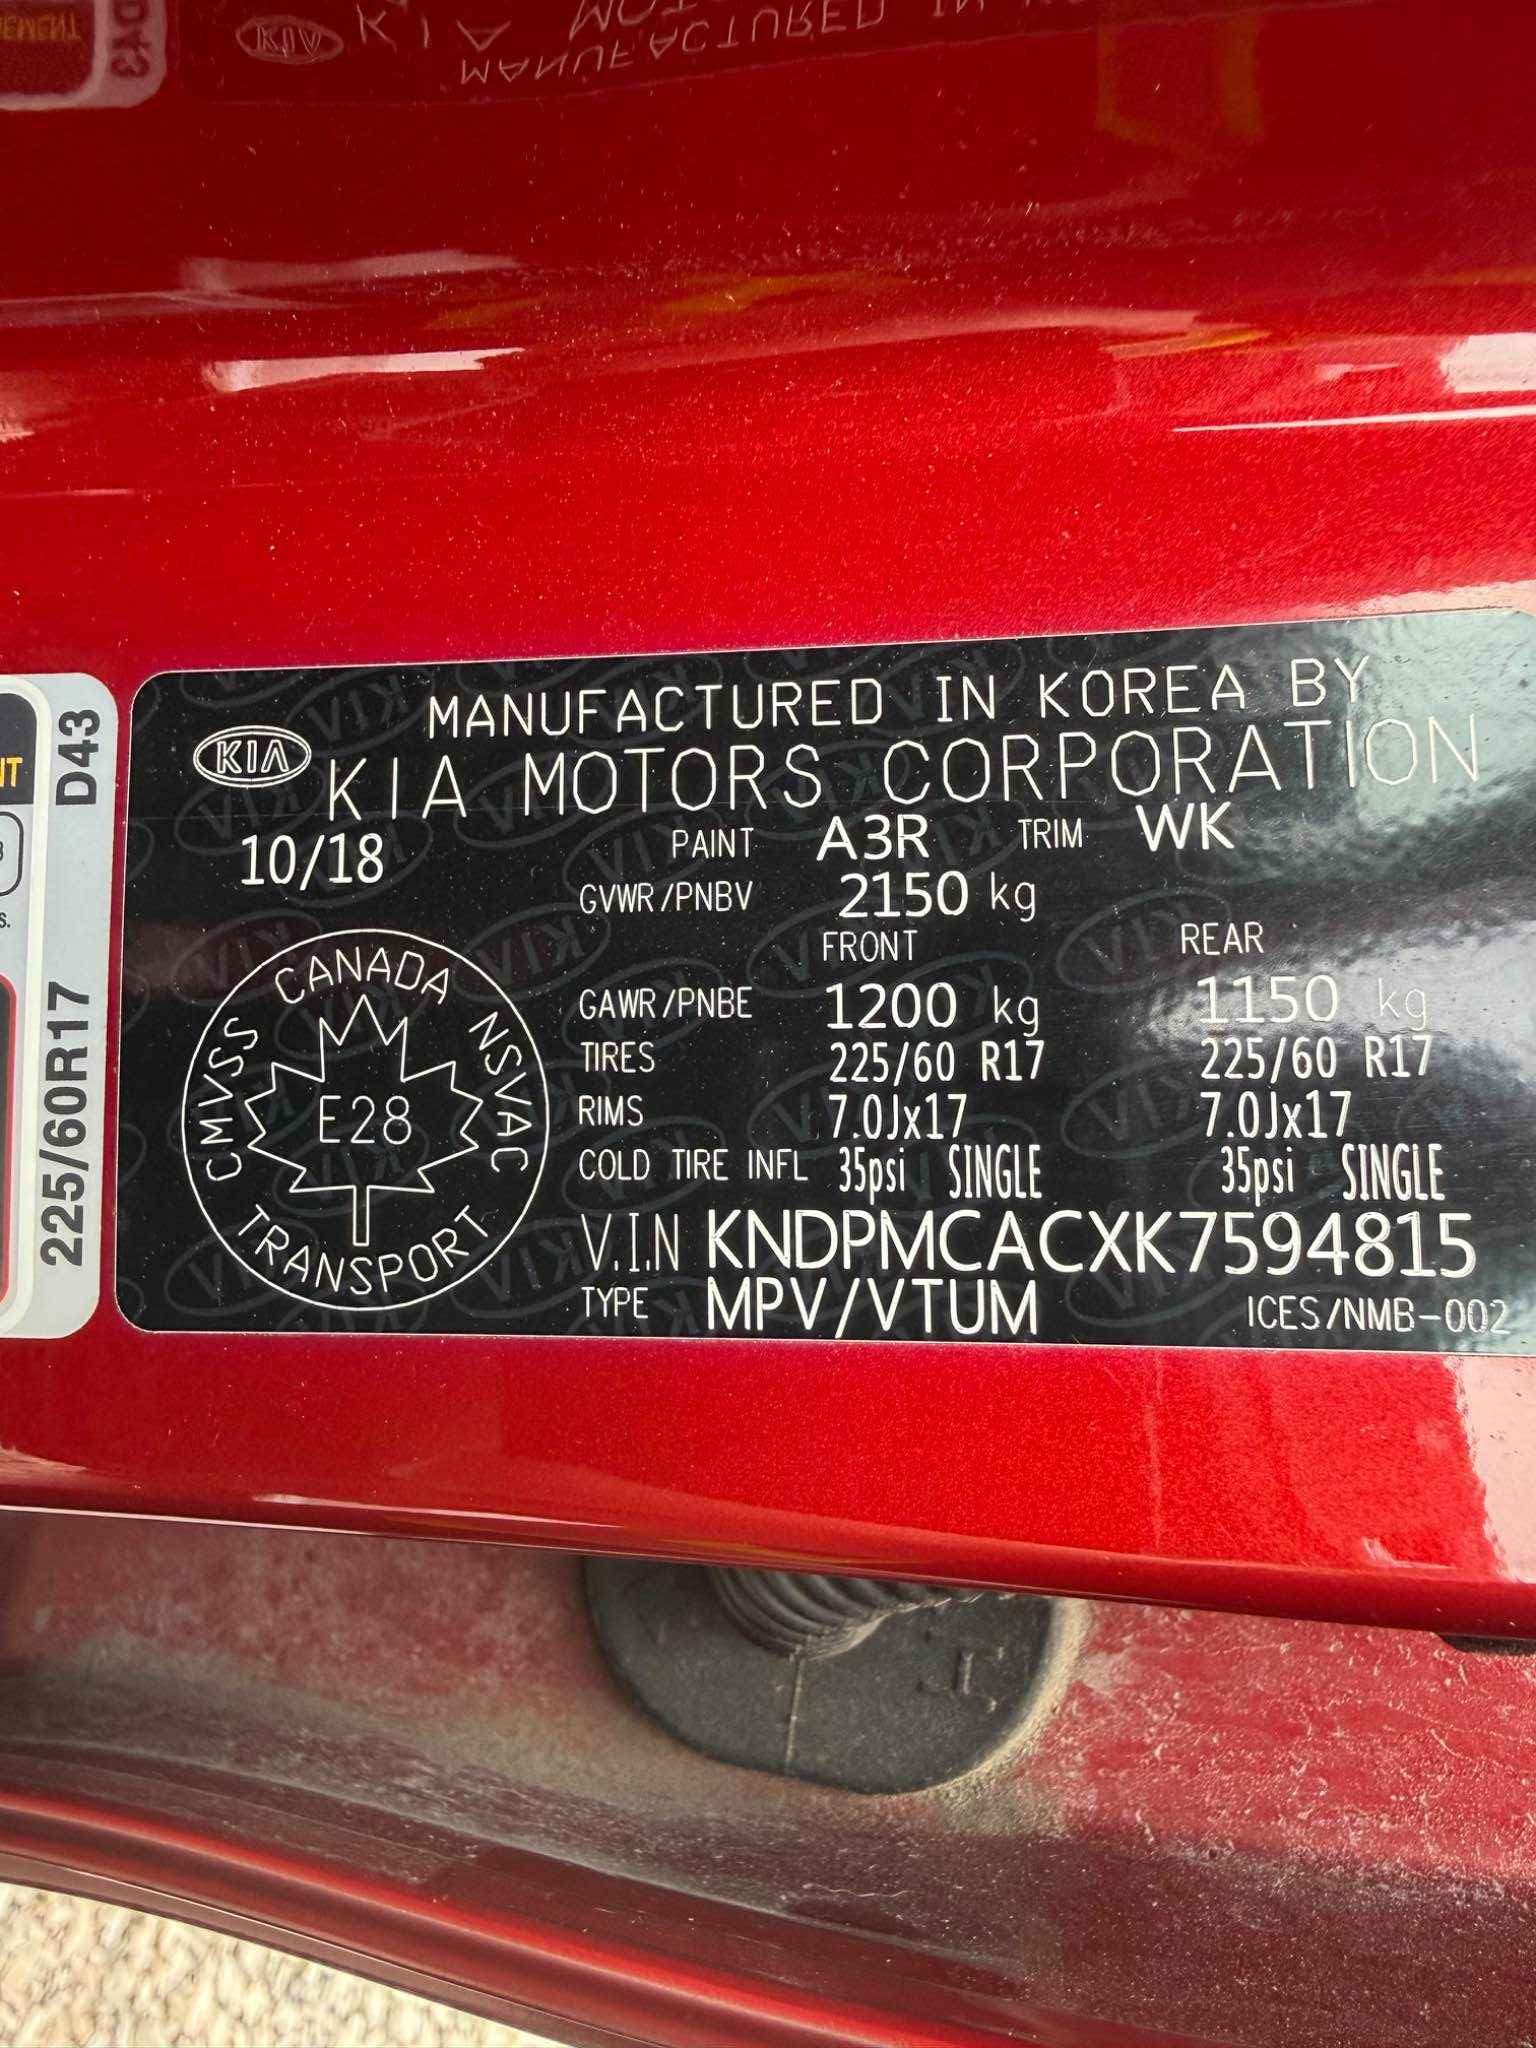 MANUFACTURED IN KOREA BY
KIA KIA MOTORS CORPORATION
10/18 PAINT A3R TRIM WK
GVWR/PNBV 2150 kg
FRONT REAR
GAWR/PNBE 1200 kg 1150 kg
TIRES 225/60 R17 225/60 R17
RIMS 7.0Jx17 7.0Jx17
COLD TIRE INFL 35psi SINGLE 35psi SINGLE
V.I.N KNDPMCACXK7594815
TYPE MPV/VTUM ICES/NMB-002
CANADA
CMVSS
NSVAC
E28
TRANSPORT
D43
225/60R17
NT
S.